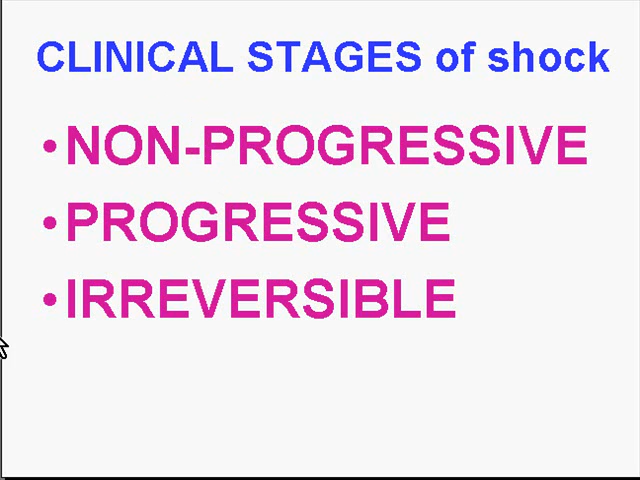 CLINICAL STAGES of shock
•NON-PROGRESSIVE
•PROGRESSIVE
•IRREVERSIBLE